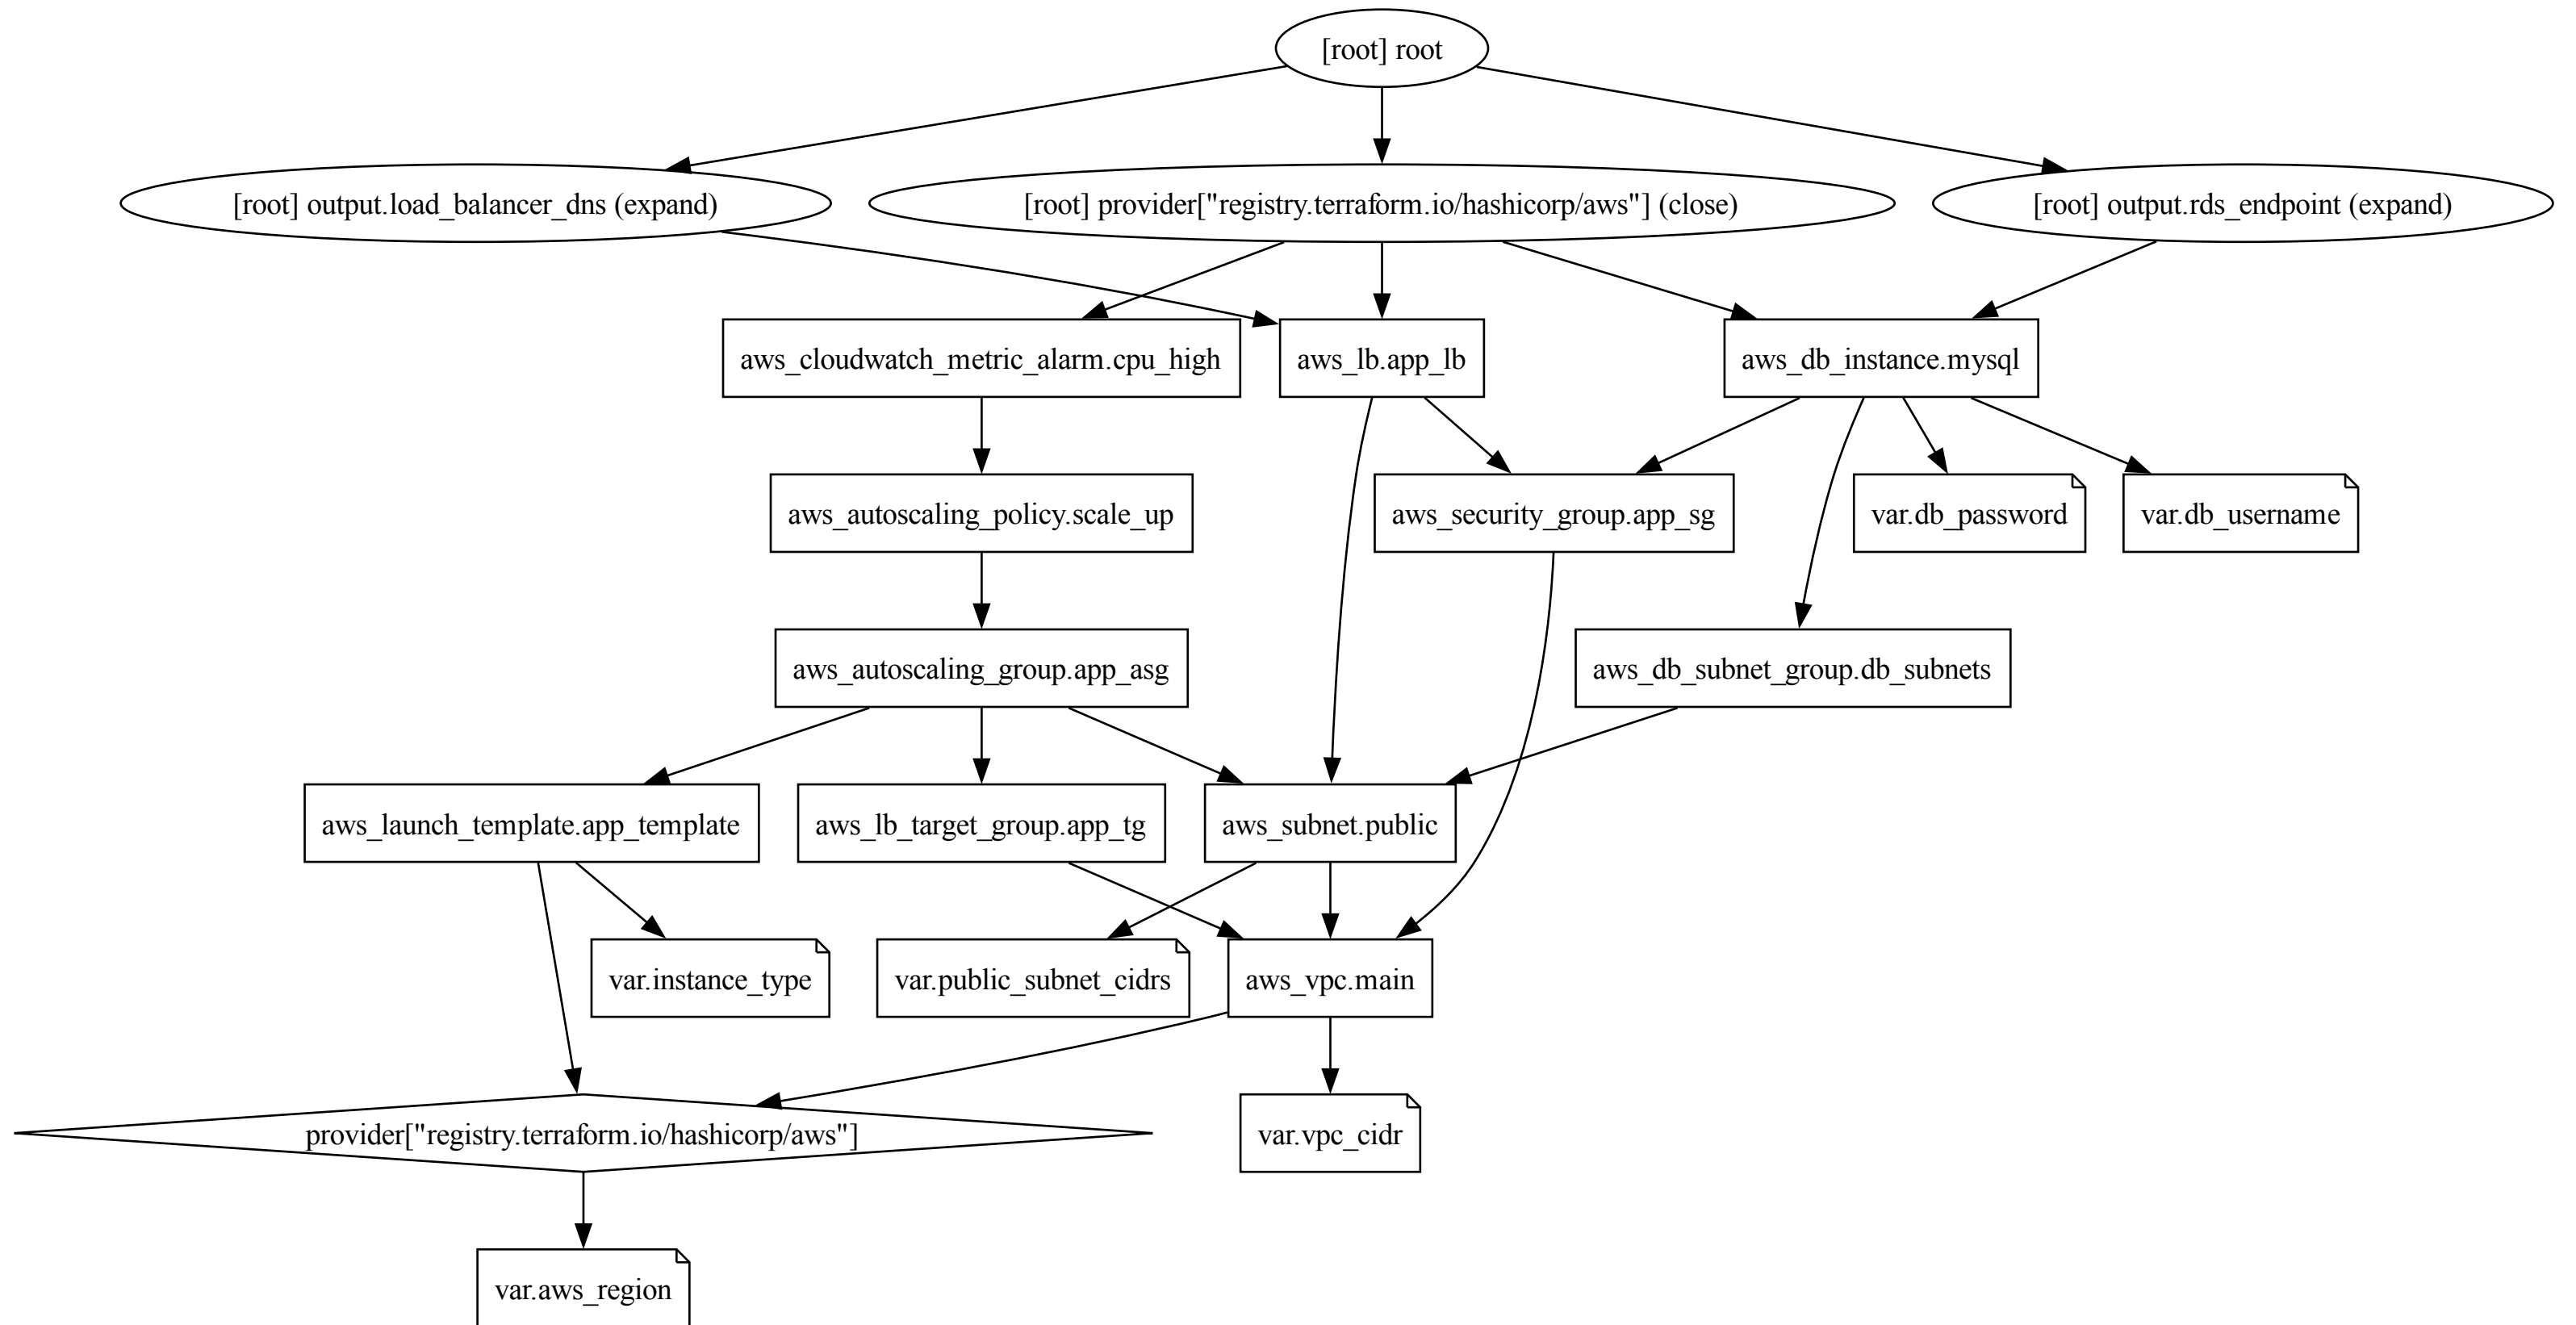 [root] root
[root] output.load_balancer_dns (expand)
[root] provider["registry.terraform.io/hashicorp/aws"] (close)
[root] output.rds_endpoint (expand)
aws_cloudwatch_metric_alarm.cpu_high
aws_lb.app_lb
aws_db_instance.mysql
aws_autoscaling_policy.scale_up
aws_security_group.app_sg
var.db_password
var.db_username
aws_autoscaling_group.app_asg
aws_db_subnet_group.db_subnets
aws_launch_template.app_template
aws_lb_target_group.app_tg
aws_subnet.public
var.instance_type
var.public_subnet_cidrs
aws_vpc.main
provider["registry.terraform.io/hashicorp/aws"]
var.vpc_cidr
var.aws_region